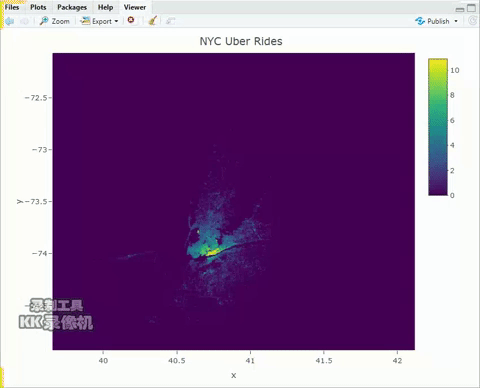 Files Plots Packages Help Viewer
Zoom Export Publish
NYC Uber Rides
10
8
6
4
2
0
−72.5
−73
−73.5
y
−74
录制工具
KK录像机
40 40.5 41 41.5 42
x